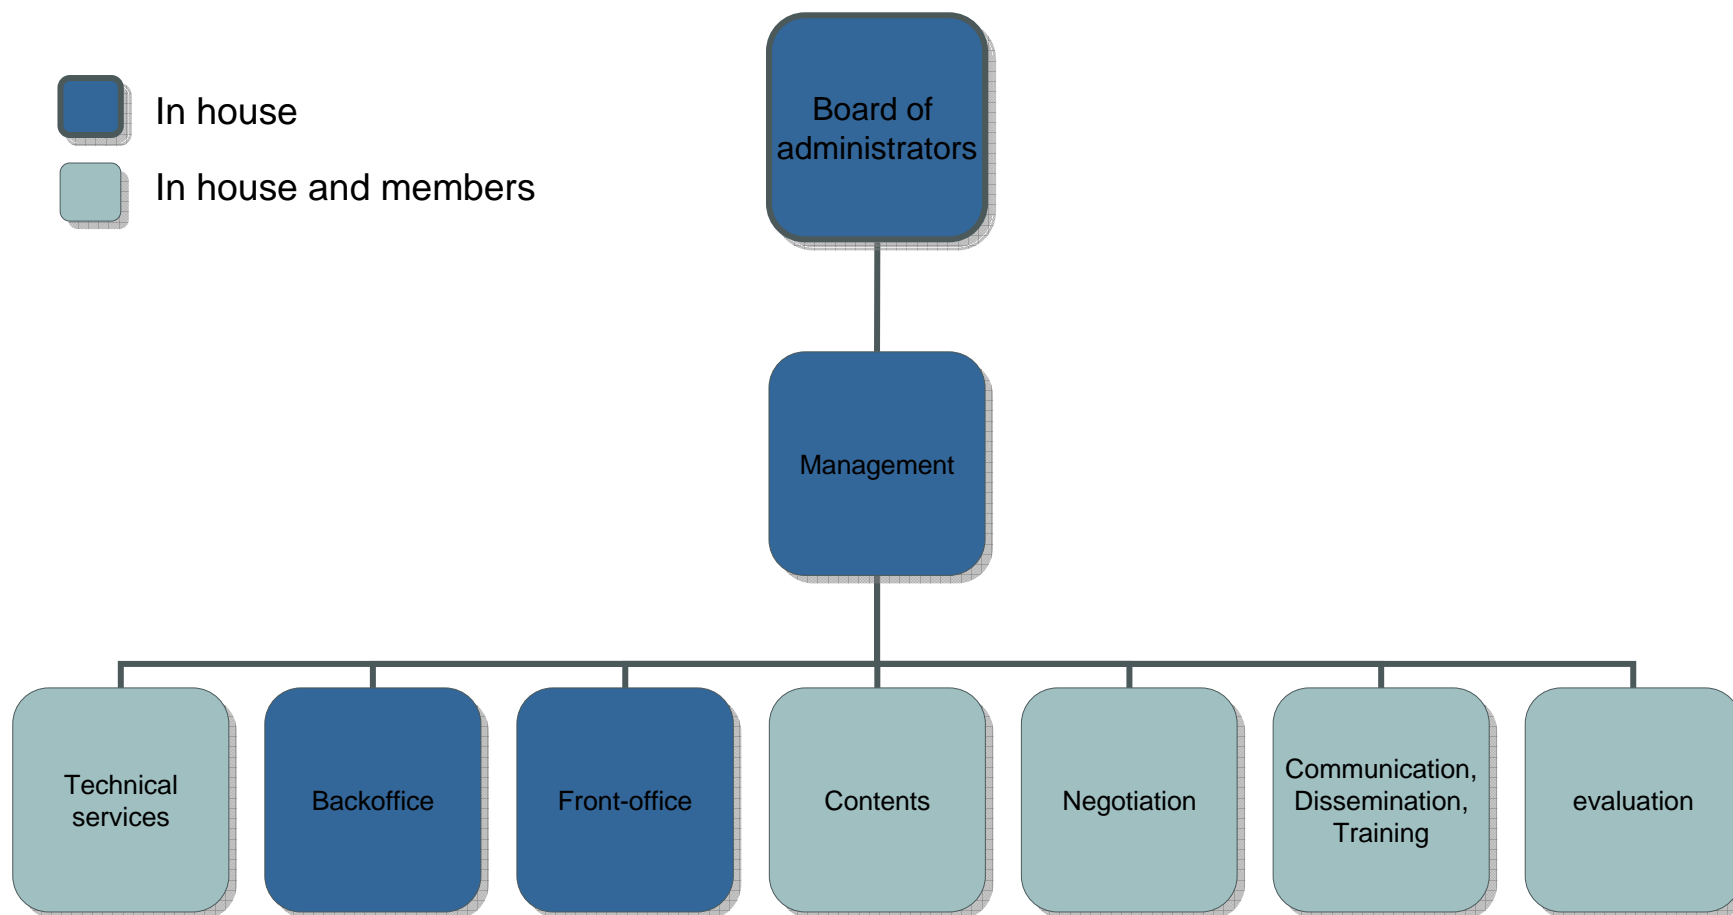 In house
In house and members
Board of
administrators
Management
Technical
services
Backoffice
Front-office
Contents
Negotiation
Communication,
Dissemination,
Training
evaluation